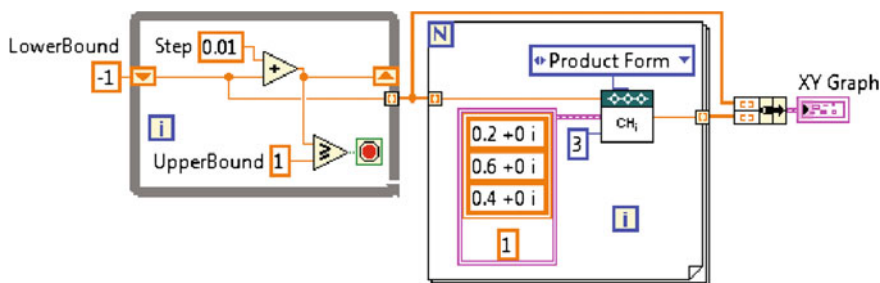 LowerBound
-1
Step
0.01
+
i
UpperBound
1
≥
N
Product Form
CHi
3
0.2 +0 i
0.6 +0 i
0.4 +0 i
1
i
XY Graph